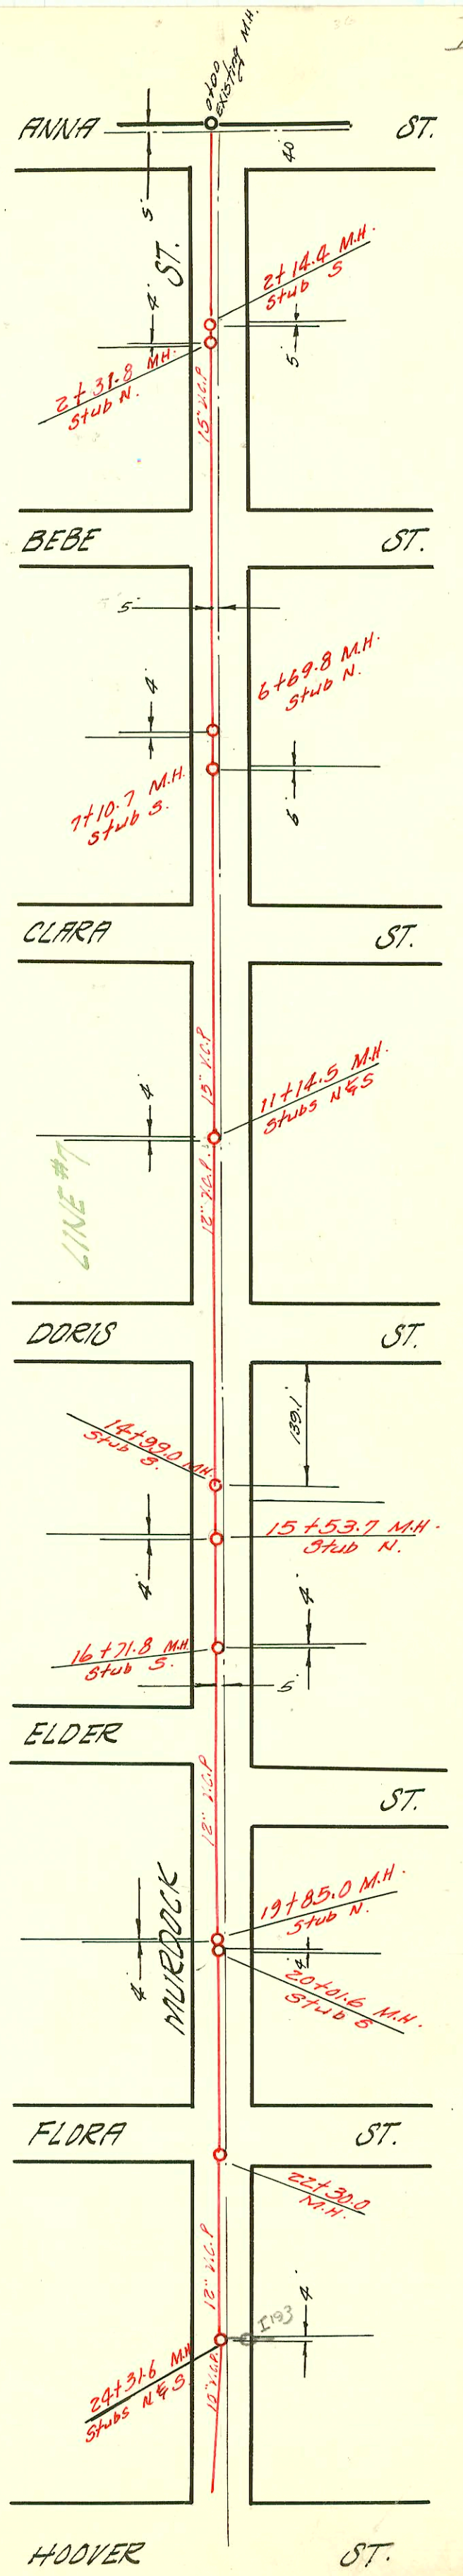 0+00
EXISTING M.H.
ANNA ST.
40'
5'
ST.
2+14.4 M.H.
Stub S
4'
5'
2+31.8 M.H.
Stub N.
15" V.C.P
BEBE ST.
5'
6+69.8 M.H.
Stub N.
4'
7+10.7 M.H.
Stub S.
6'
CLARA ST.
15" V.C.P
11+14.5 M.H.
Stubs N&S
4'
12" V.C.P.
LINE #7
DORIS ST.
139.1'
14+99.0 M.H.
Stub S.
15+53.7 M.H.
Stub N.
4'
4'
16+71.8 M.H.
Stub S.
5'
ELDER
12" V.C.P
ST.
19+85.0 M.H.
Stub N.
MURDOCK
4'
4'
20+01.6 M.H.
Stub S
FLORA ST.
22+30.0
M.H.
12" V.C.P
I193
4'
24+31.6 M.H.
Stubs N&S.
10" V.C.P.
HOOVER ST.